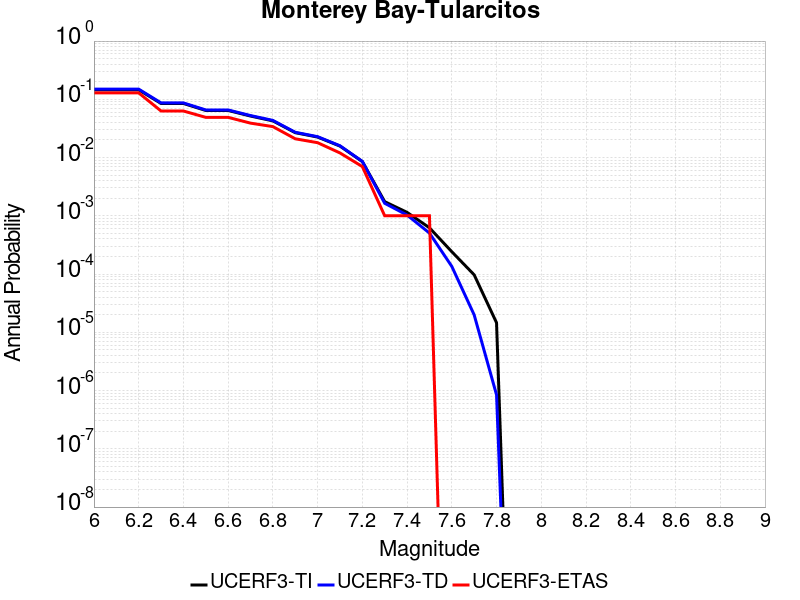 Monterey Bay-Tularcitos
10^0
10^-1
10^-2
10^-3
10^-4
10^-5
10^-6
10^-7
10^-8
Annual Probability
6 6.2 6.4 6.6 6.8 7 7.2 7.4 7.6 7.8 8 8.2 8.4 8.6 8.8 9
Magnitude
UCERF3-TI UCERF3-TD UCERF3-ETAS